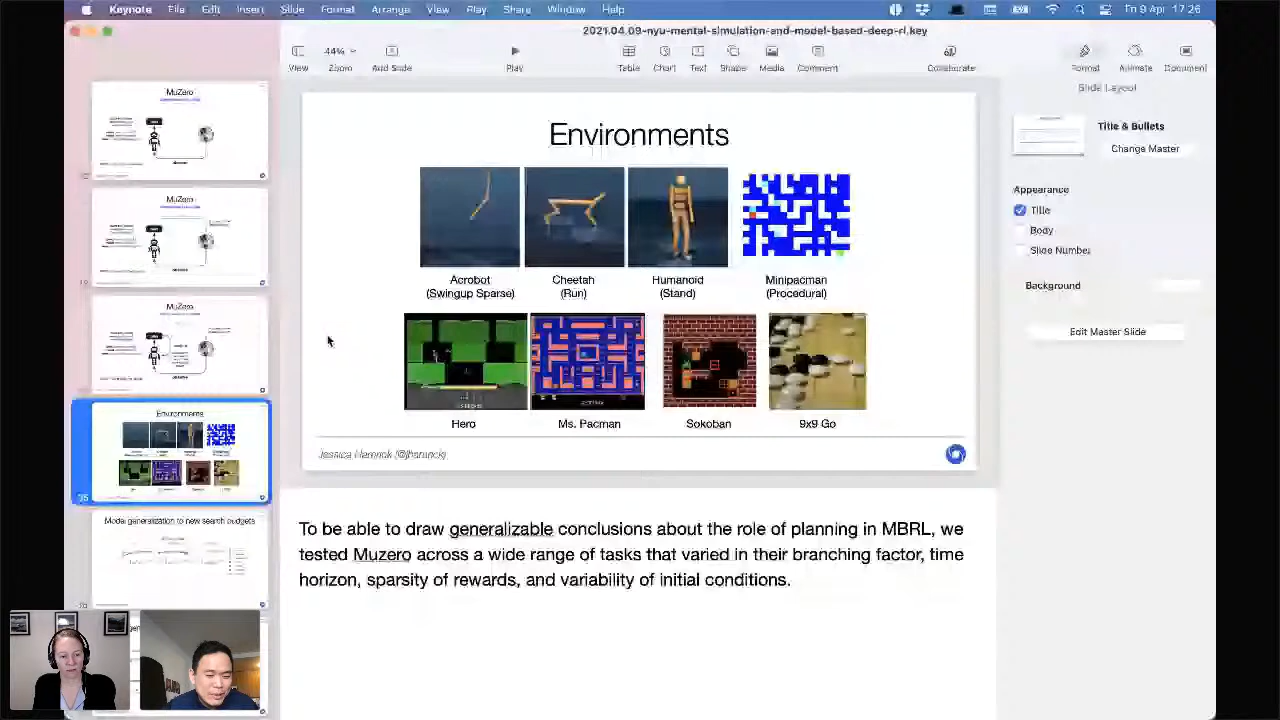 Keynote File Edit Insert Slide Format Arrange View Play Share Window Help
Fri 9 Apr 17:26
2021.04.09-nyu-mental-simulation-and-model-based-deep-rl.key
44%
View Zoom Add Slide Play Table Chart Text Shape Media Comment Collaborate Format Animate Document
Slide Layout
Title & Bullets
Change Master
Appearance
Title
Body
Slide Number
Background
Edit Master Slide
MuZero
MuZero
MuZero
Environments
35
Model generalization to new search budgets
Environments
Acrobot
(Swingup Sparse)
Cheetah
(Run)
Humanoid
(Stand)
Minipacman
(Procedural)
Hero
Ms. Pacman
Sokoban
9x9 Go
Jessica Hamrick (@jhamrick)
To be able to draw generalizable conclusions about the role of planning in MBRL, we
tested Muzero across a wide range of tasks that varied in their branching factor, time
horizon, sparsity of rewards, and variability of initial conditions.